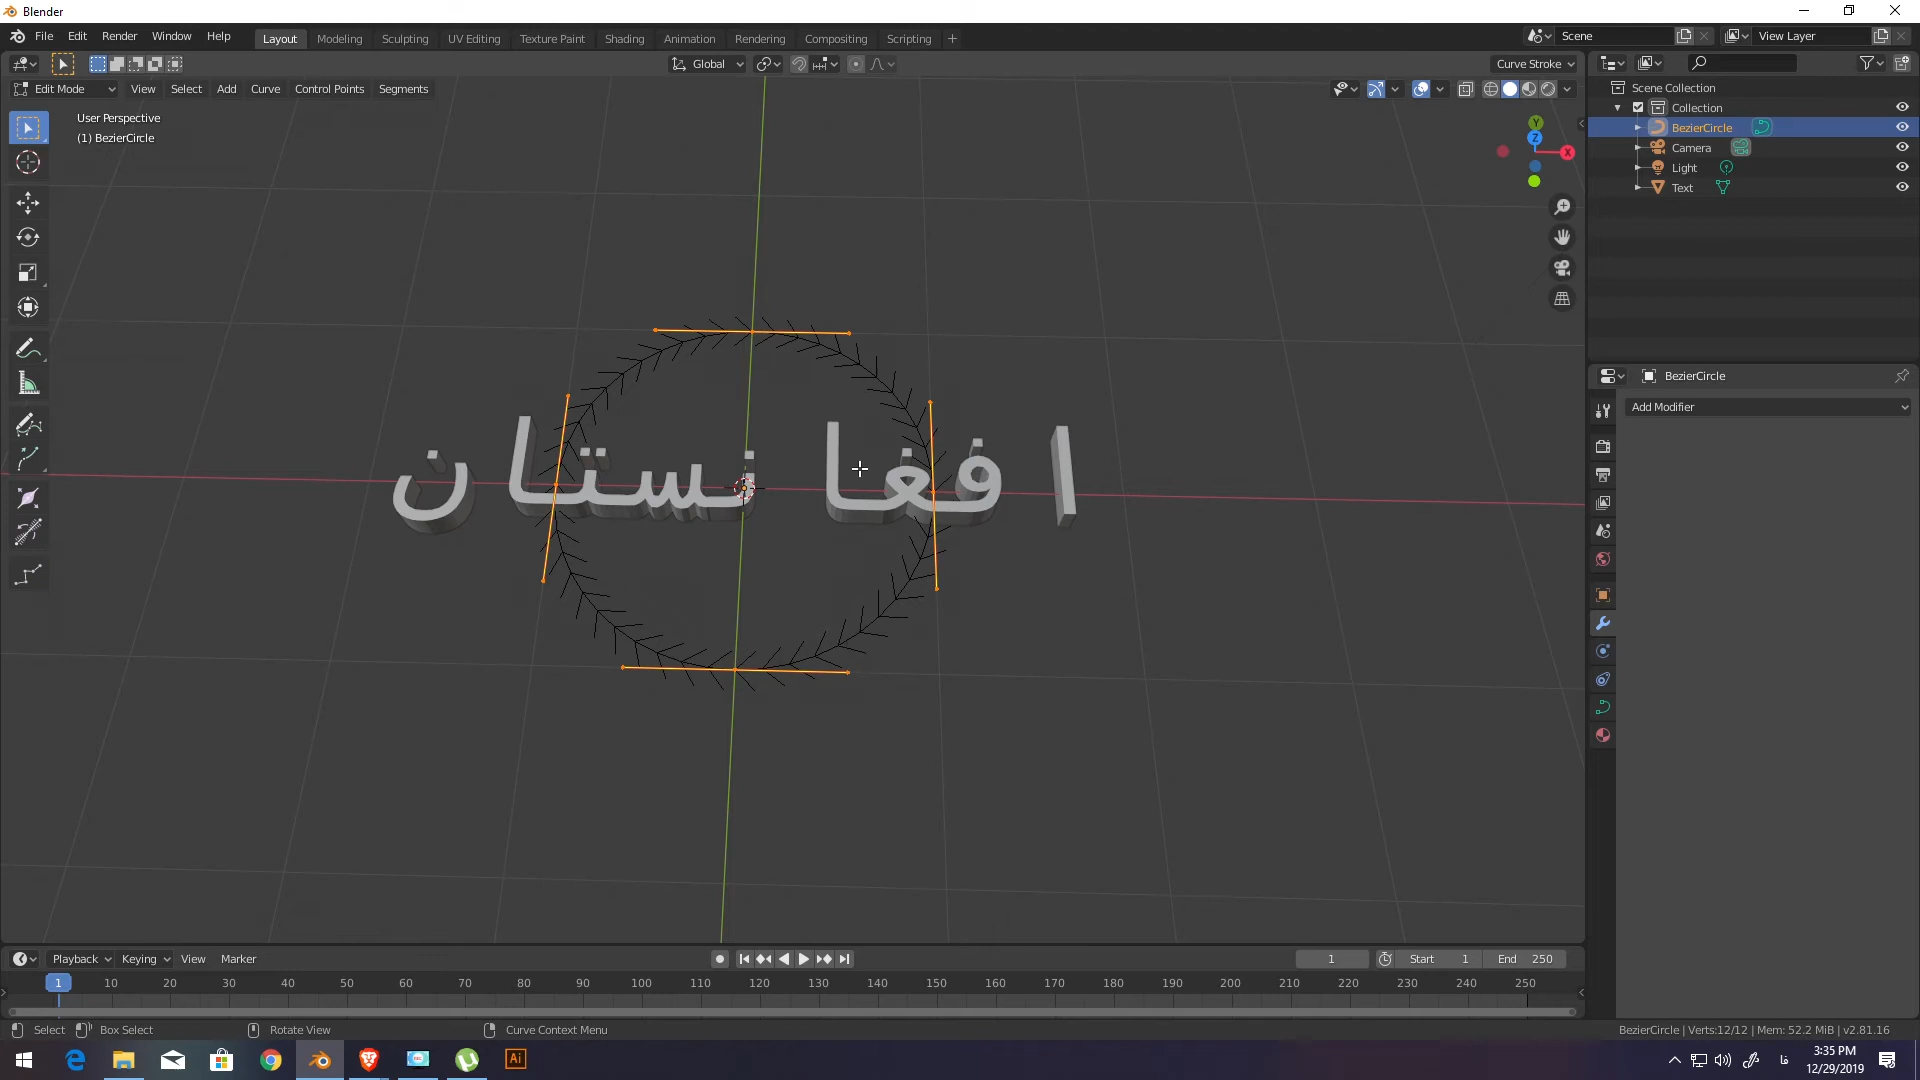 Blender
File Edit Render Window Help Layout Modeling Sculpting UV Editing Texture Paint Shading Animation Rendering Compositing Scripting + Scene View Layer
Global Curve Stroke
Edit Mode View Select Add Curve Control Points Segments
User Perspective
(1) BezierCircle
Y
Z
X
ا فغا نستان
Scene Collection
Collection
BezierCircle
Camera
Light
Text
BezierCircle
Add Modifier
Playback Keying View Marker 1 Start 1 End 250
1 10 20 30 40 50 60 70 80 90 100 110 120 130 140 150 160 170 180 190 200 210 220 230 240 250
Select Box Select Rotate View Curve Context Menu BezierCircle | Verts:12/12 | Mem: 52.2 MiB | v2.81.16
Ai فا 3:35 PM
12/29/2019